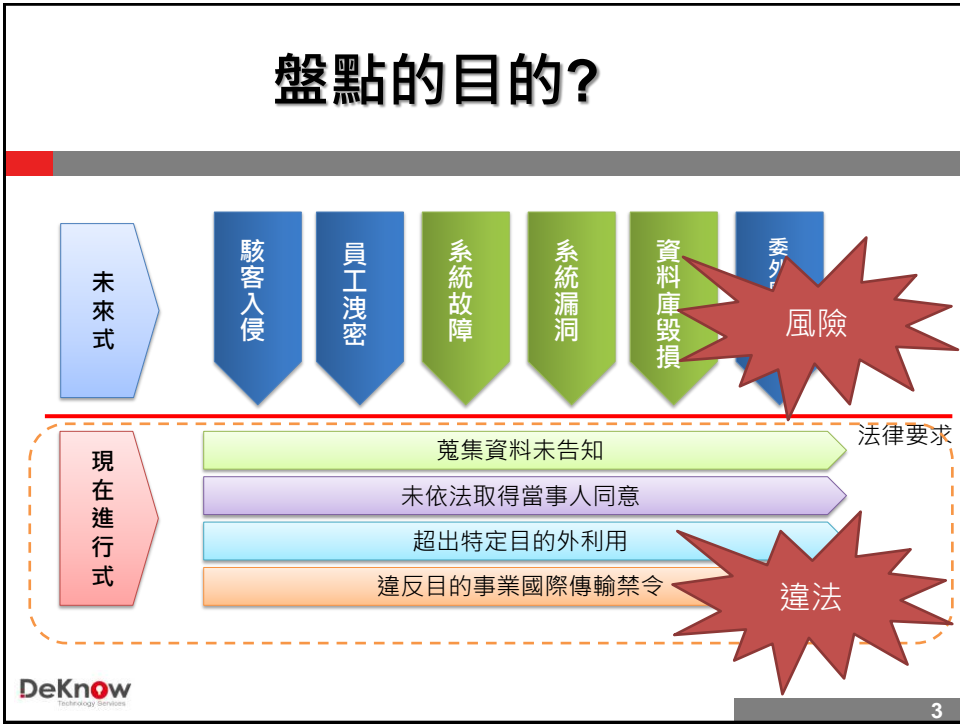 盤點的目的?
未來式
駭客入侵
員工洩密
系統故障
系統漏洞
資料庫毀損
委外
風險
法律要求
現在進行式
蒐集資料未告知
未依法取得當事人同意
超出特定目的外利用
違反目的事業國際傳輸禁令
違法
DeKnow
Technology Services
3